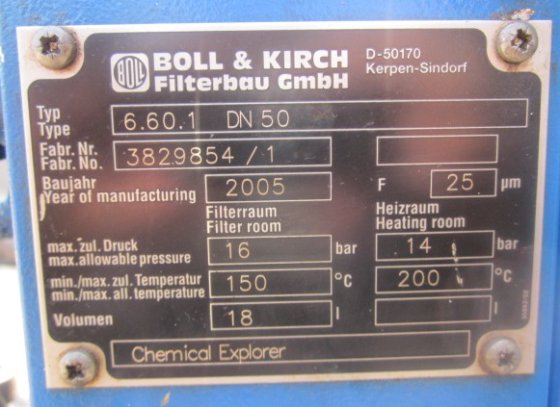 BOLL BOLL & KIRCH D-50170
Filterbau GmbH Kerpen-Sindorf
Typ
Type 6.60.1 DN 50
Fabr. Nr.
Fabr. No. 3829854 / 1
Baujahr
Year of manufacturing 2005 F 25 µm
Filterraum Heizraum
Filter room Heating room
max. zul. Druck
max.allowable pressure 16 bar 14 bar
min./max. zul. Temperatur
min./max. all. temperature 150 °C 200 °C
Volumen 18 l l
Chemical Explorer